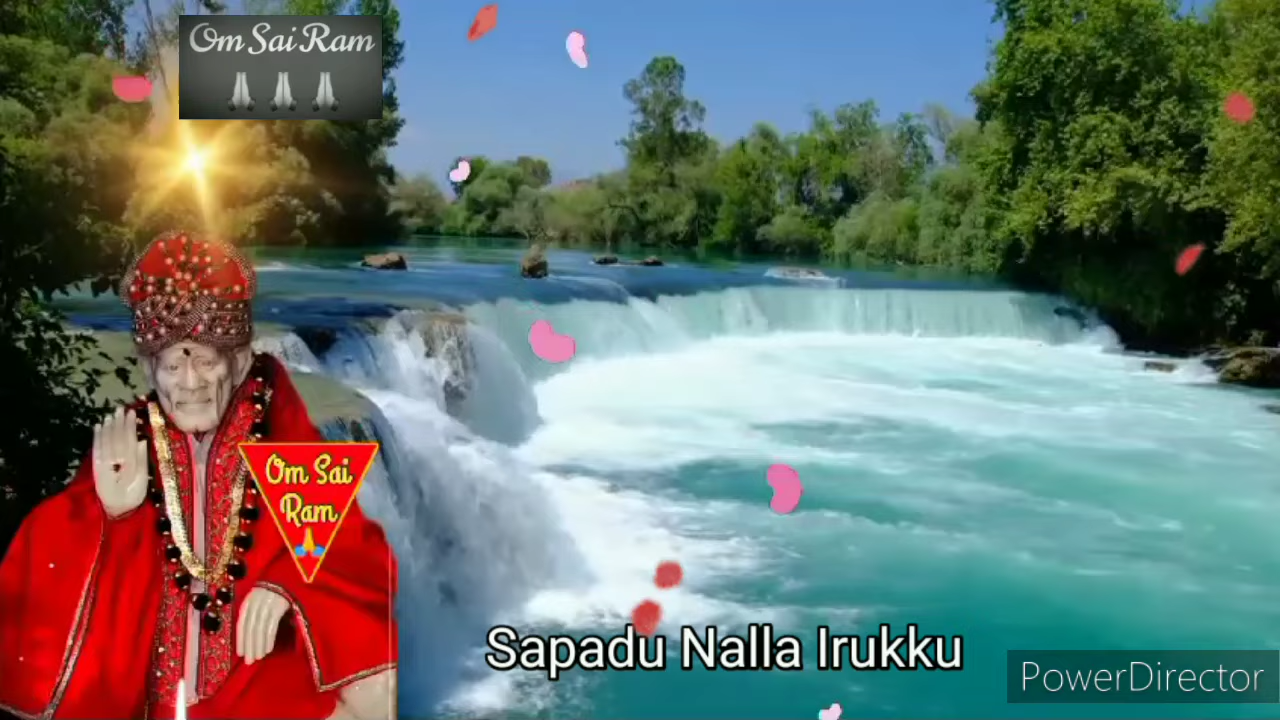 Om Sai Ram
🙏 🙏 🙏
Om Sai
Ram
🙏
Sapadu Nalla Irukku
PowerDirector